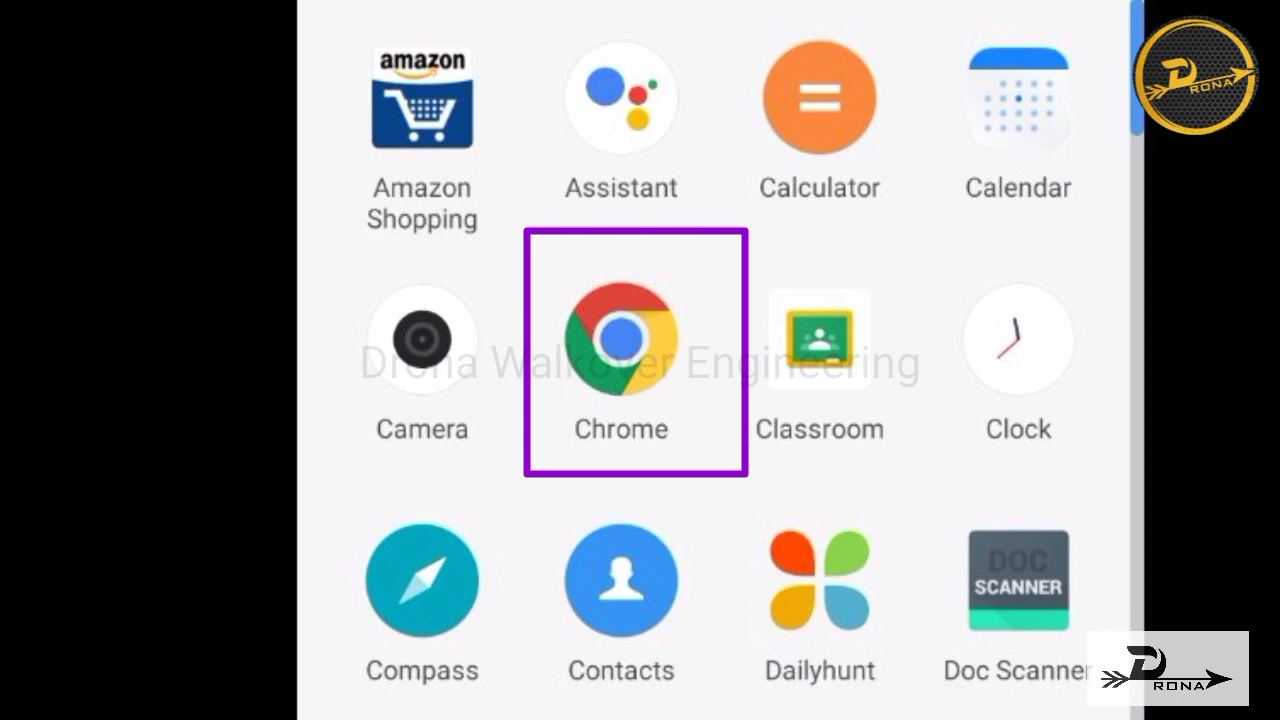 amazon
D
RONA
Amazon
Shopping
Assistant
Calculator
Calendar
Drona Walkover Engineering
Camera
Chrome
Classroom
Clock
DOC
SCANNER
Compass
Contacts
Dailyhunt
Doc Scanner
D
RONA